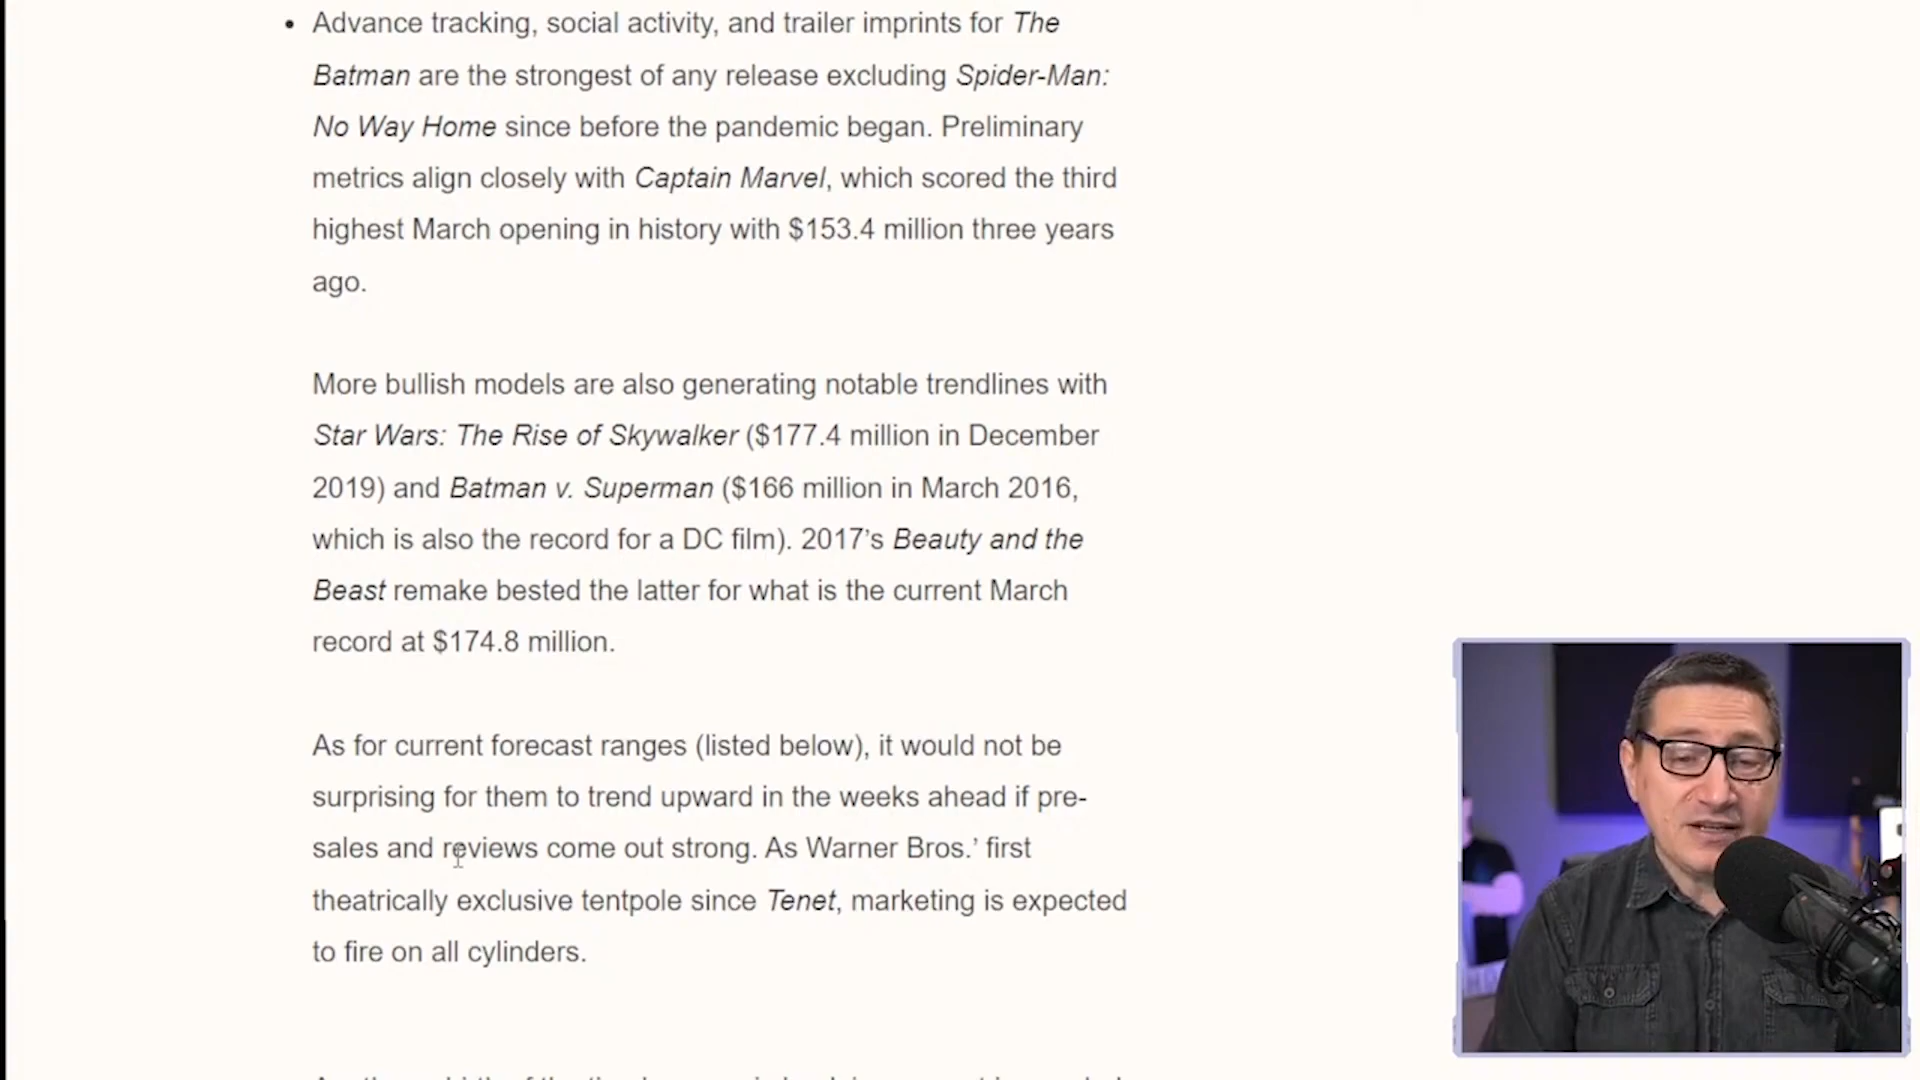 • Advance tracking, social activity, and trailer imprints for The
Batman are the strongest of any release excluding Spider-Man:
No Way Home since before the pandemic began. Preliminary
metrics align closely with Captain Marvel, which scored the third
highest March opening in history with $153.4 million three years
ago.
More bullish models are also generating notable trendlines with
Star Wars: The Rise of Skywalker ($177.4 million in December
2019) and Batman v. Superman ($166 million in March 2016,
which is also the record for a DC film). 2017’s Beauty and the
Beast remake bested the latter for what is the current March
record at $174.8 million.
As for current forecast ranges (listed below), it would not be
surprising for them to trend upward in the weeks ahead if pre-
sales and reviews come out strong. As Warner Bros.’ first
theatrically exclusive tentpole since Tenet, marketing is expected
to fire on all cylinders.